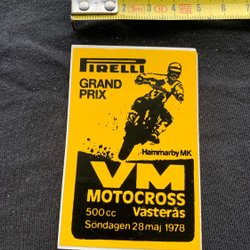 PIRELLI
GRAND
PRIX
Hammarby MK
VM
MOTOCROSS
500cc Västerås
Söndagen 28 maj 1978